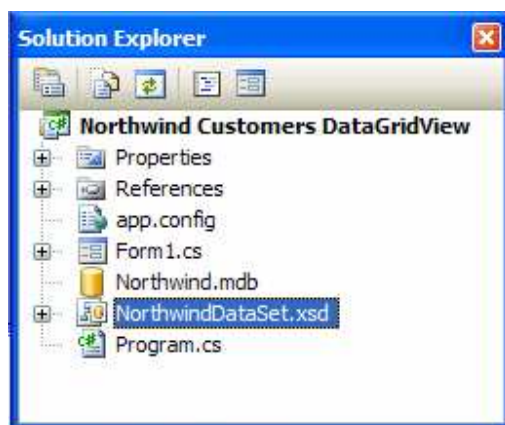 Solution Explorer
Northwind Customers DataGridView
Properties
References
app.config
Form1.cs
Northwind.mdb
NorthwindDataSet.xsd
Program.cs